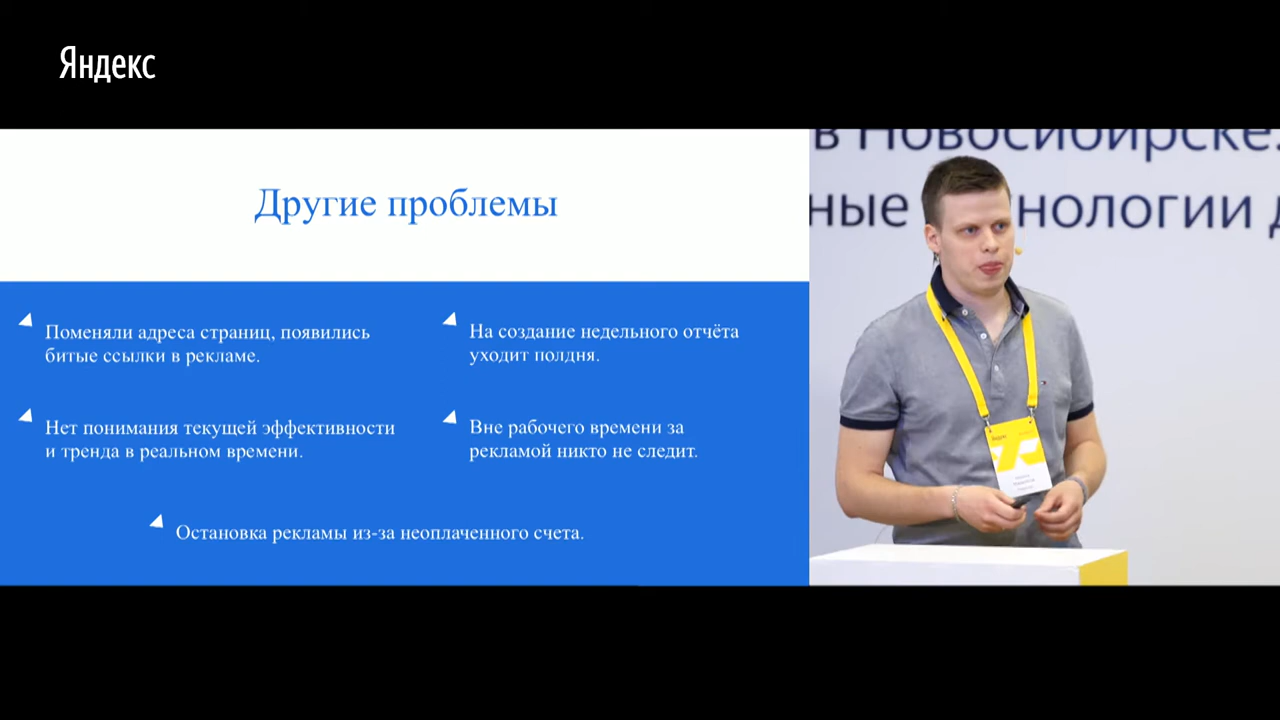 Яндекс
Другие проблемы
Поменяли адреса страниц, появились
битые ссылки в рекламе.
На создание недельного отчёта
уходит полдня.
Нет понимания текущей эффективности
и тренда в реальном времени.
Вне рабочего времени за
рекламой никто не следит.
Остановка рекламы из-за неоплаченного счета.
в Новосибирске.
ные
нологии д